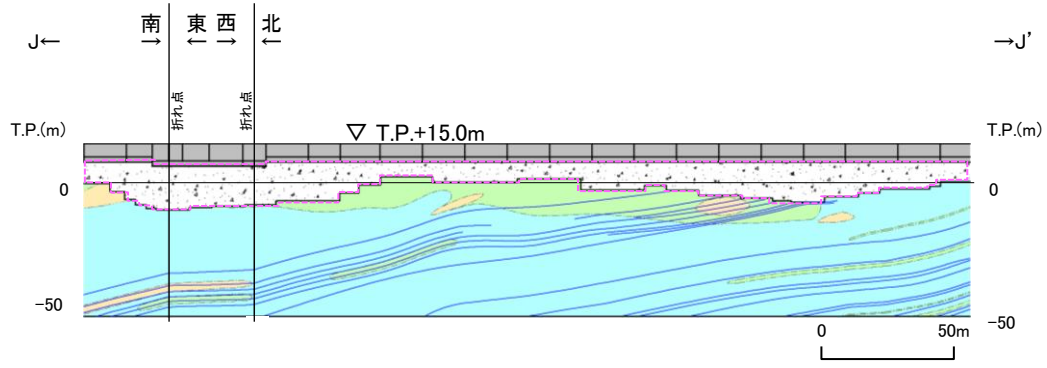 南 東 西 北
J← → ← → ← →J'
折れ点 折れ点
T.P.(m) ▽ T.P.+15.0m T.P.(m)
0 0
-50 -50
0 50m